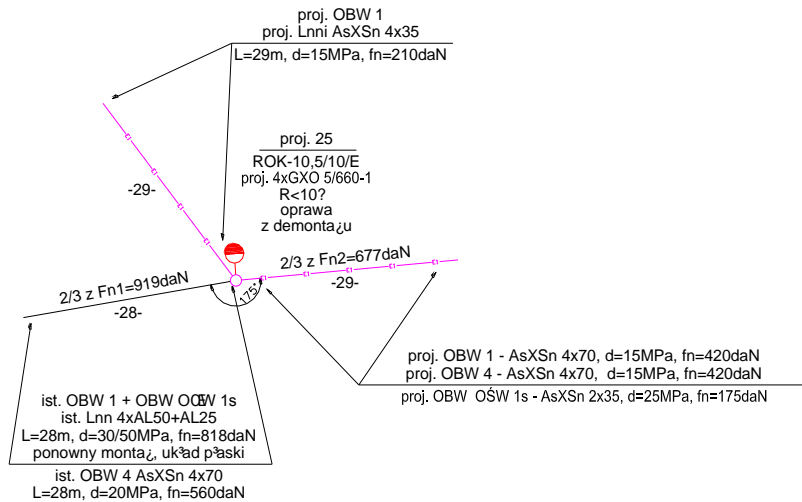 proj. OBW 1
proj. Lnni AsXSn 4x35
L=29m, d=15MPa, fn=210daN
proj. 25
ROK-10,5/10/E
proj. 4xGXO 5/660-1
R<10?
oprawa
z demonta¿u
-29-
2/3 z Fn1=919daN
-28-
2/3 z Fn2=677daN
-29-
175°
proj. OBW 1 - AsXSn 4x70, d=15MPa, fn=420daN
proj. OBW 4 - AsXSn 4x70, d=15MPa, fn=420daN
proj. OBW OŚW 1s - AsXSn 2x35, d=25MPa, fn=175daN
ist. OBW 1 + OBW 1s
ist. Lnn 4xAL50+AL25
L=28m, d=30/50MPa, fn=818daN
ponowny monta¿, uk³ad p³aski
ist. OBW 4 AsXSn 4x70
L=28m, d=20MPa, fn=560daN